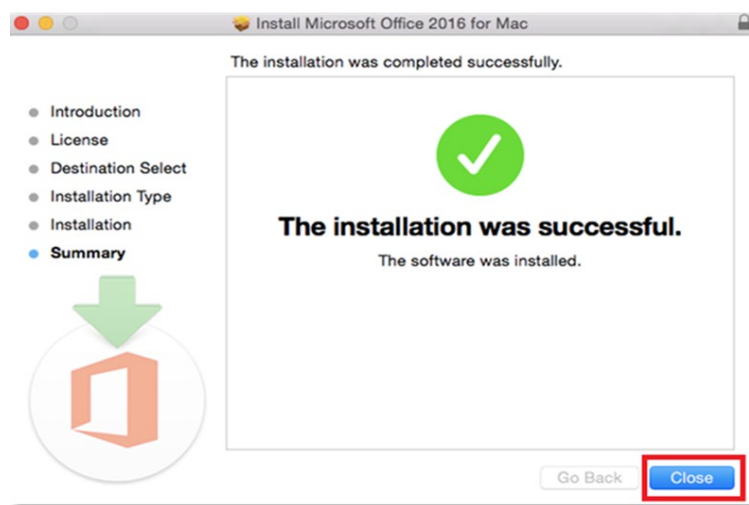 Install Microsoft Office 2016 for Mac
The installation was completed successfully.
Introduction
License
Destination Select
Installation Type
Installation
Summary
The installation was successful.
The software was installed.
Go Back
Close